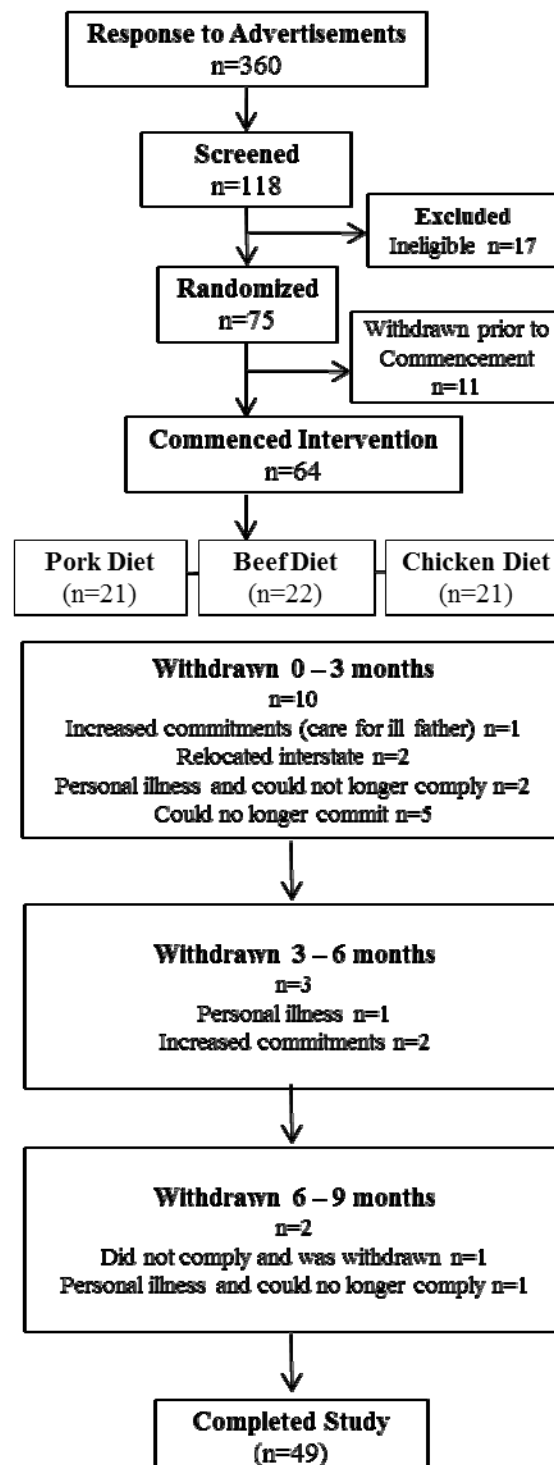 Response to Advertisements
n=360
Screened
n=118
Excluded
Ineligible n=17
Randomized
n=75
Withdrawn prior to
Commencement
n=11
Commenced Intervention
n=64
Pork Diet
(n=21)
Beef Diet
(n=22)
Chicken Diet
(n=21)
Withdrawn 0 – 3 months
n=10
Increased commitments (care for ill father) n=1
Relocated interstate n=2
Personal illness and could not longer comply n=2
Could no longer commit n=5
Withdrawn 3 – 6 months
n=3
Personal illness n=1
Increased commitments n=2
Withdrawn 6 – 9 months
n=2
Did not comply and was withdrawn n=1
Personal illness and could no longer comply n=1
Completed Study
(n=49)